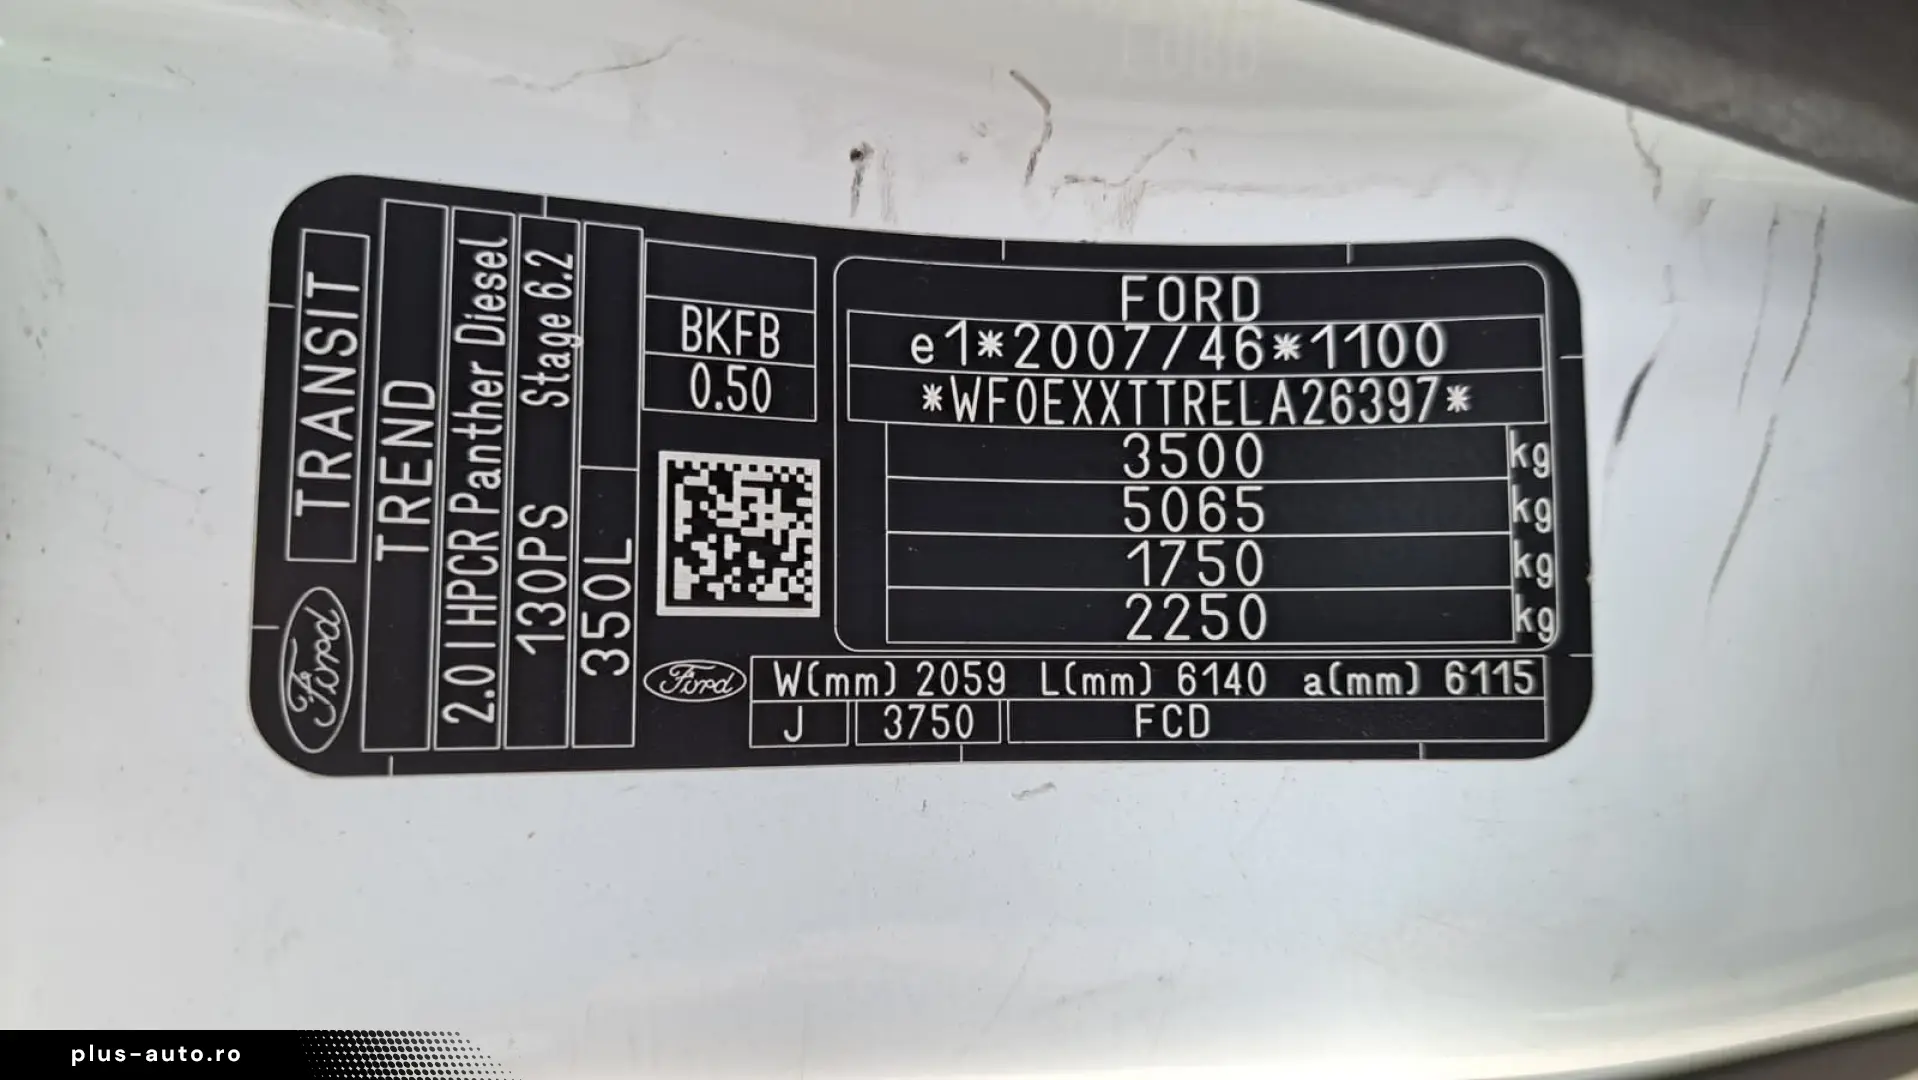 TRANSIT
Ford
TREND
2.0 l HPCR Panther Diesel
130PS Stage 6.2
350L
BKFB
0.50
FORD
e1*2007/46*1100
*WF0EXXTTRELA26397*
3500 kg
5065 kg
1750 kg
2250 kg
Ford
W(mm) 2059 L(mm) 6140 a(mm) 6115
J 3750 FCD
plus-auto.ro